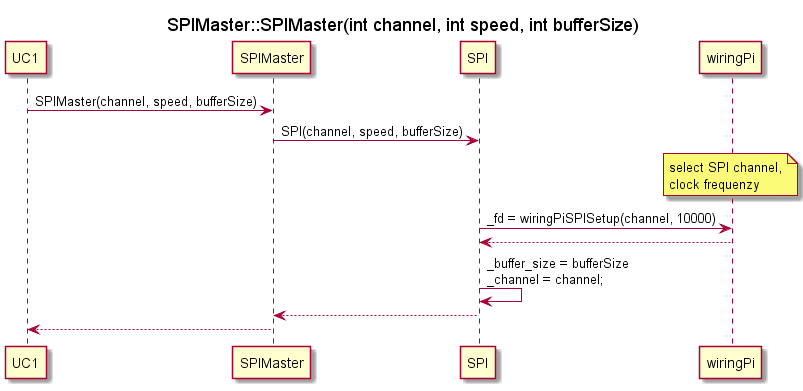 SPIMaster::SPIMaster(int channel, int speed, int bufferSize)
UC1
SPIMaster
SPI
wiringPi
SPIMaster(channel, speed, bufferSize)
SPI(channel, speed, bufferSize)
select SPI channel,
clock frequenzy
_fd = wiringPiSPISetup(channel, 10000)
_buffer_size = bufferSize
_channel = channel;
UC1
SPIMaster
SPI
wiringPi